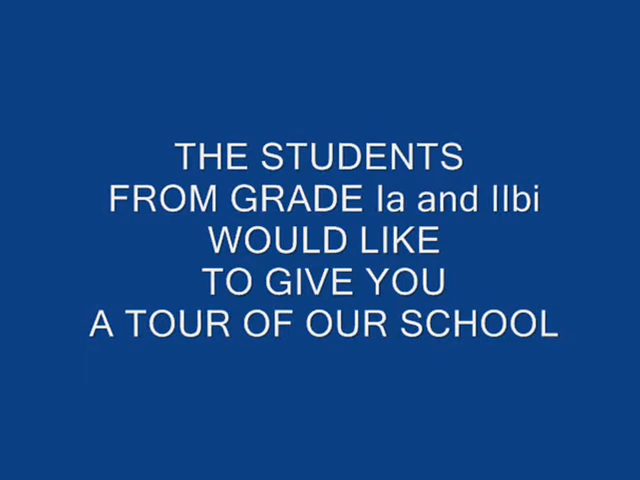 THE STUDENTS
FROM GRADE Ia and IIbi
WOULD LIKE
TO GIVE YOU
A TOUR OF OUR SCHOOL